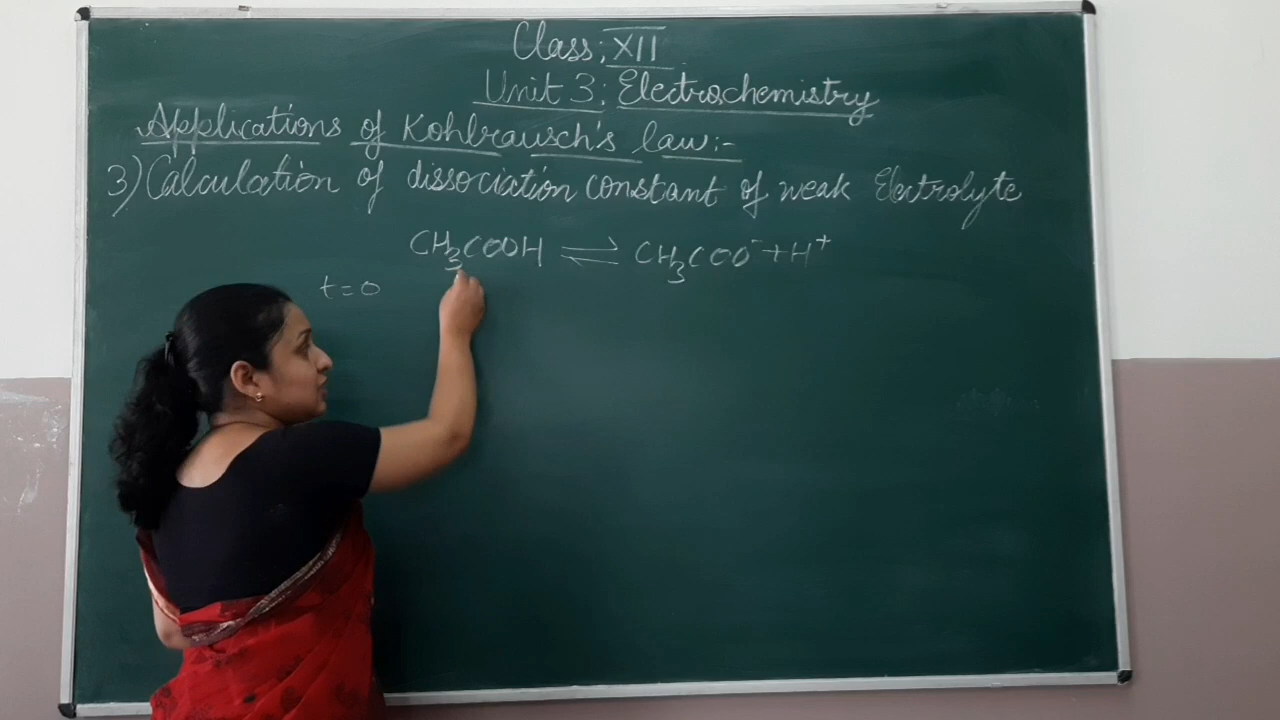 Class: XII
Unit 3: Electrochemistry
Applications of Kohlrausch's law:-
3) Calculation of dissociation constant of weak Electrolyte
CH₃COOH ⇌ CH₃COO⁻ + H⁺
t=0